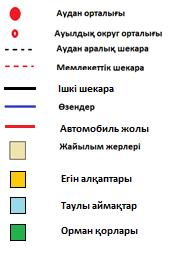 Аудан орталығы
Ауылдық округ орталығы
Аудан аралық шекара
Мемлекеттік шекара
Ішкі шекара
Өзендер
Автомобиль жолы
Жайылым жерлері
Егін алқаптары
Таулы аймақтар
Орман қорлары